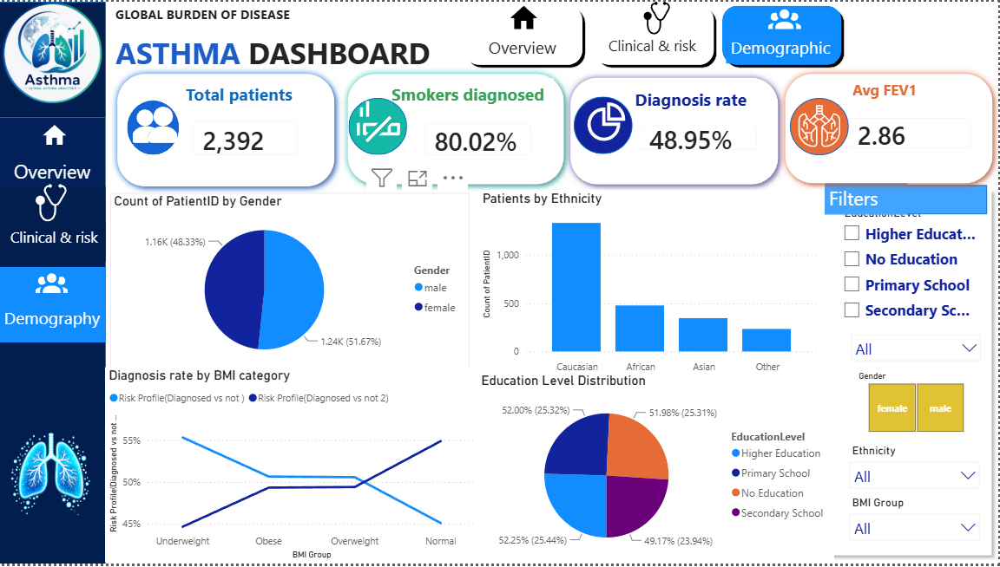 GLOBAL BURDEN OF DISEASE
ASTHMA DASHBOARD
Overview
Clinical & risk
Demographic
Asthma
GLOBAL ASTHMA ANALYTICS
Overview
Clinical & risk
Demography
Total patients
2,392
Smokers diagnosed
80.02%
Diagnosis rate
48.95%
Avg FEV1
2.86
Count of PatientID by Gender
1.16K (48.33%)
1.24K (51.67%)
Gender
male
female
Patients by Ethnicity
Count of PatientID
1,000
500
0
Caucasian African Asian Other
Diagnosis rate by BMI category
Risk Profile(Diagnosed vs not ) Risk Profile(Diagnosed vs not 2)
Risk Profile(Diagnosed vs not ...
55%
50%
45%
Underweight Obese Overweight Normal
BMI Group
Education Level Distribution
52.00% (25.32%)
51.98% (25.31%)
52.25% (25.44%)
49.17% (23.94%)
EducationLevel
Higher Education
Primary School
No Education
Secondary School
Filters
EducationLevel
Higher Educat...
No Education
Primary School
Secondary Sc...
All
Gender
female male
Ethnicity
All
BMI Group
All